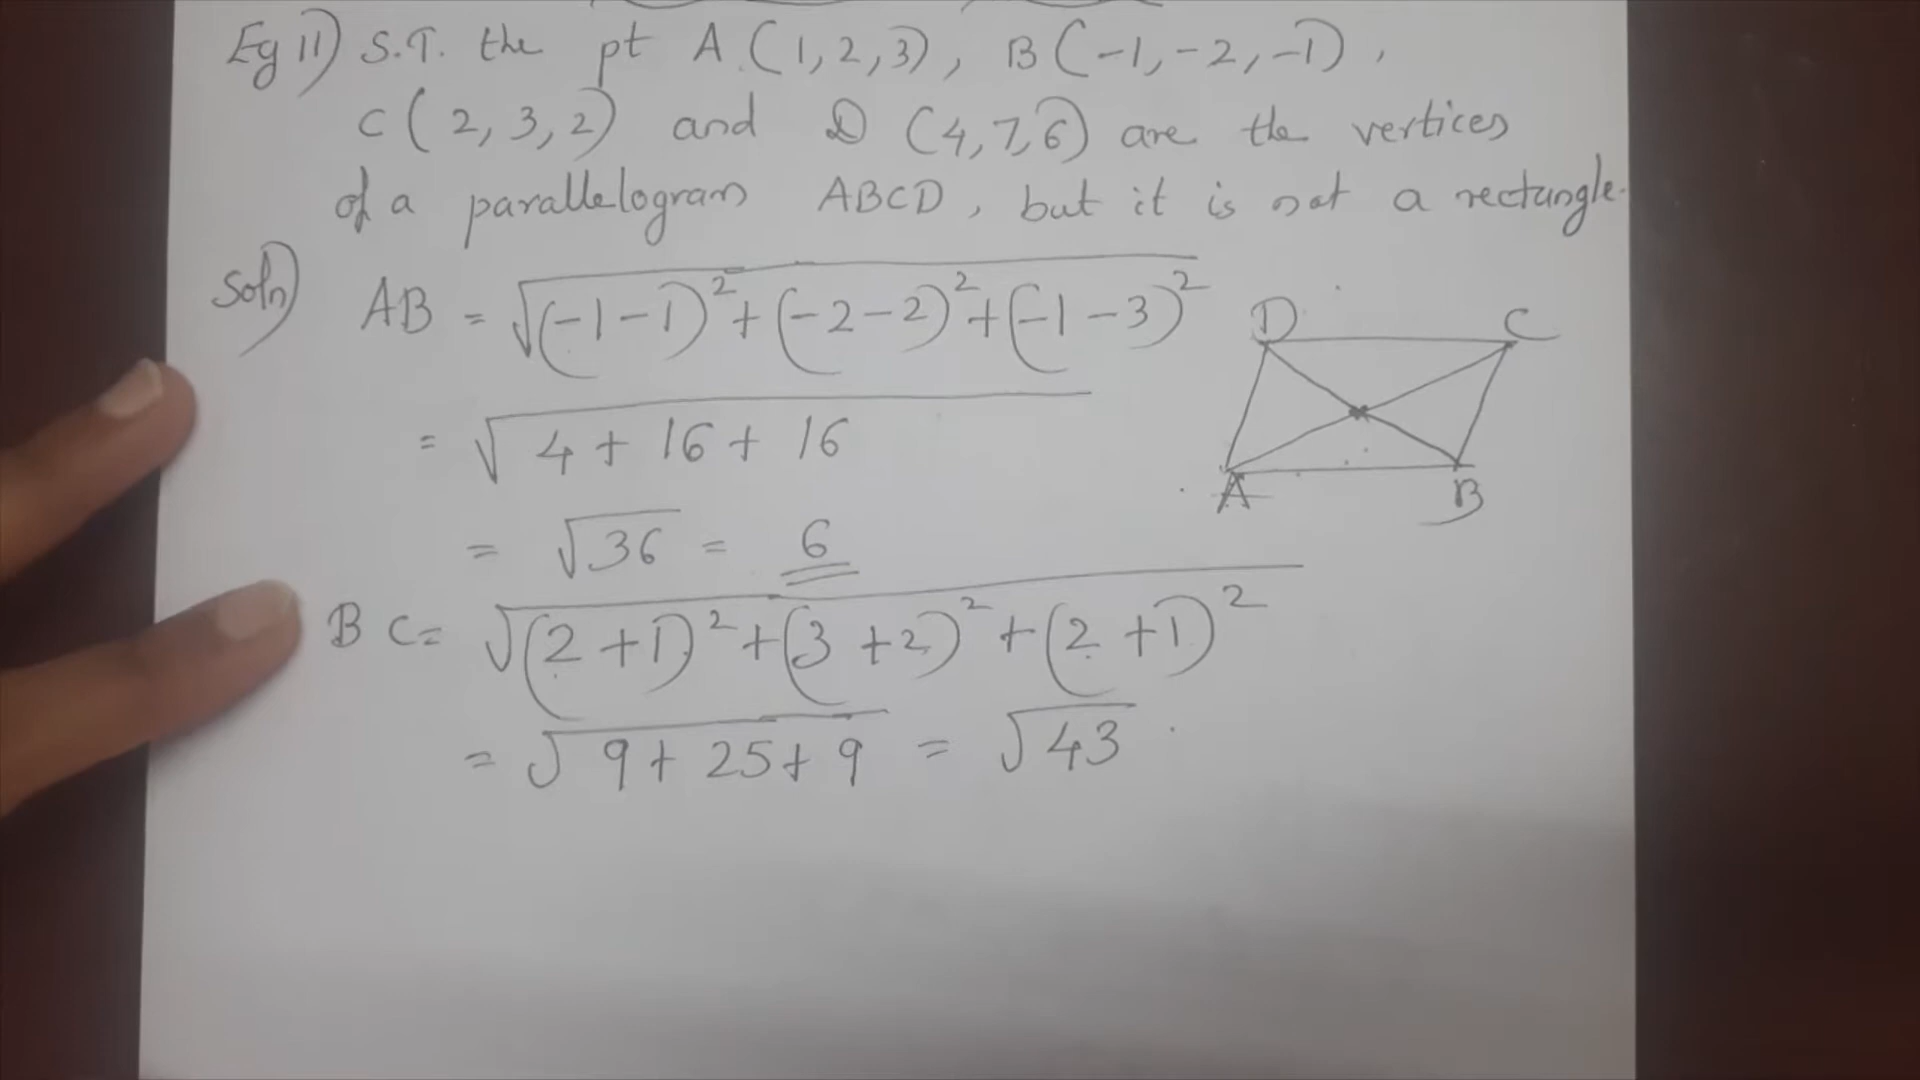 Eg 11) S.T. the pt A (1,2,3), B(-1,-2,-1),
C(2,3,2) and D (4,7,6) are the vertices
of a parallelogram ABCD, but it is not a rectangle.
Soln) AB = √(-1-1)²+(-2-2)²+(-1-3)²
= √4+16+16
= √36 = 6
BC= √(2+1)²+(3+2)²+(2+1)²
= √9+25+9 = √43
D C
A B